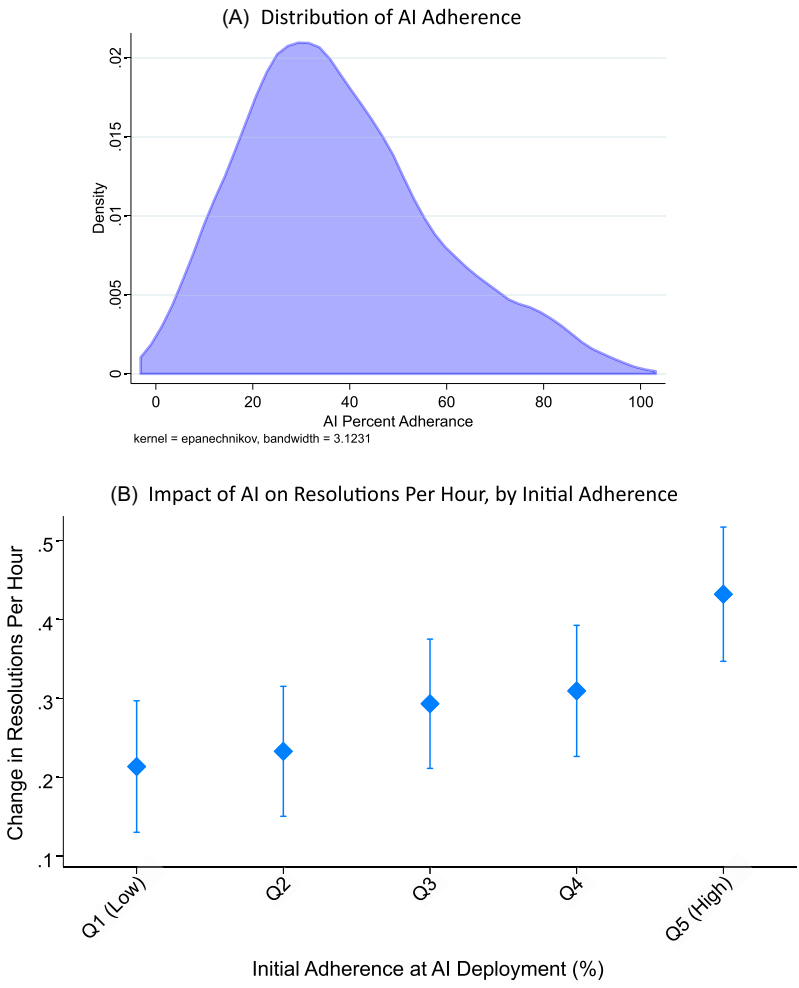 (A) Distribution of AI Adherence
.02
.015
.01
.005
0
Density
0 20 40 60 80 100
AI Percent Adherance
kernel = epanechnikov, bandwidth = 3.1231
(B) Impact of AI on Resolutions Per Hour, by Initial Adherence
.5
.4
.3
.2
.1
Change in Resolutions Per Hour
Q1 (Low) Q2 Q3 Q4 Q5 (High)
Initial Adherence at AI Deployment (%)